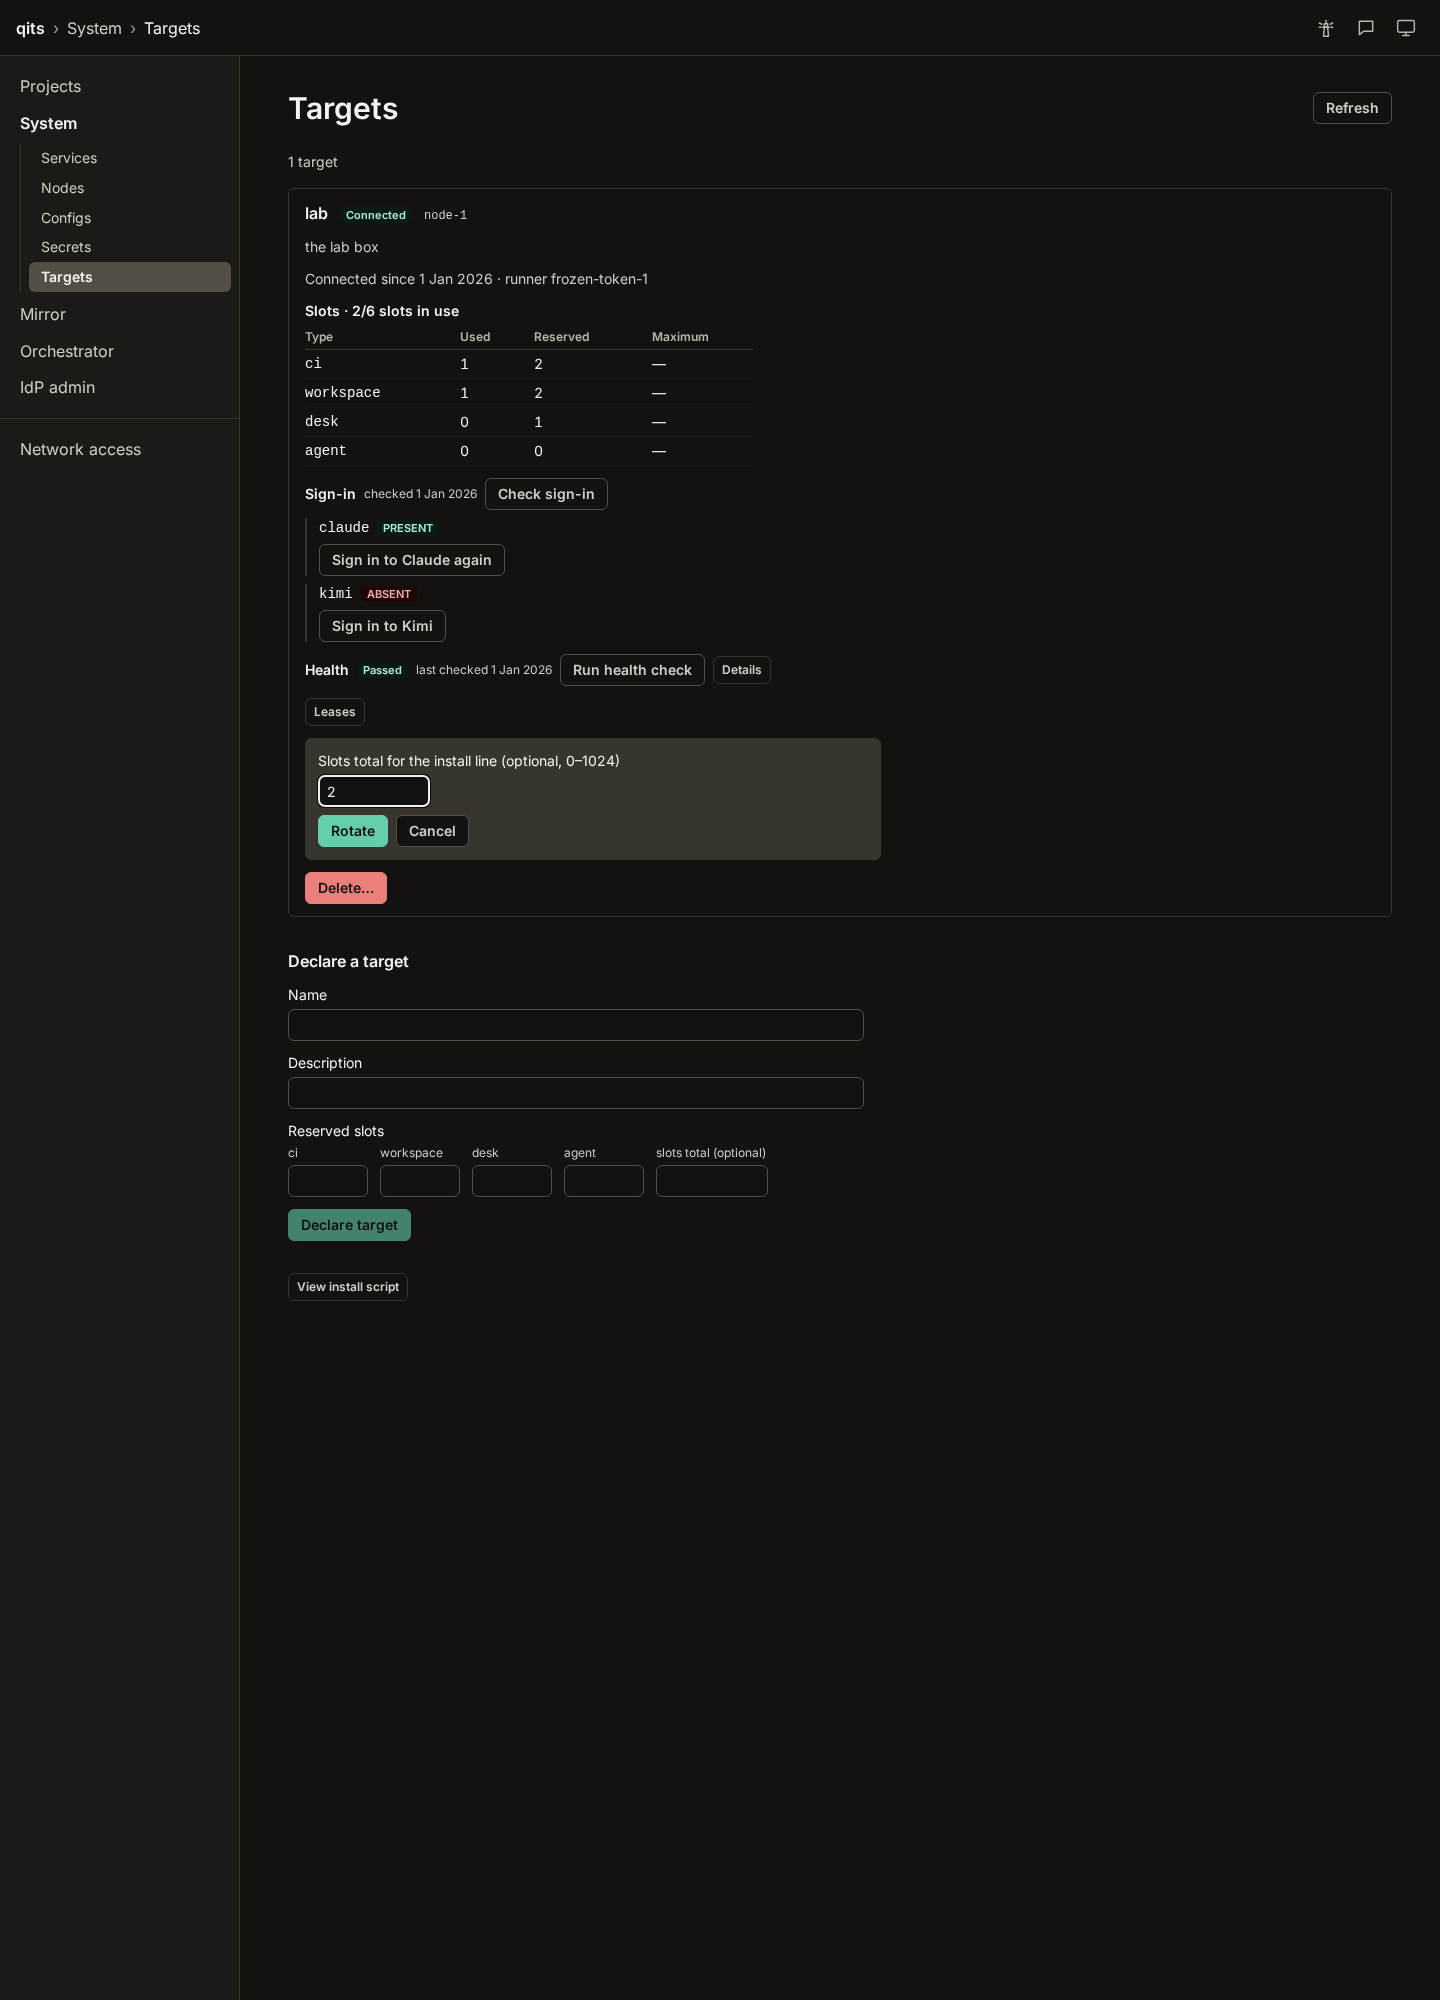 qits › System › Targets
Projects
System
Services
Nodes
Configs
Secrets
Targets
Mirror
Orchestrator
IdP admin
Network access
Targets
Refresh
1 target
lab Connected node-1
the lab box
Connected since 1 Jan 2026 · runner frozen-token-1
Slots · 2/6 slots in use
Type Used Reserved Maximum
ci 1 2 —
workspace 1 2 —
desk 0 1 —
agent 0 0 —
Sign-in checked 1 Jan 2026 Check sign-in
claude PRESENT
Sign in to Claude again
kimi ABSENT
Sign in to Kimi
Health Passed last checked 1 Jan 2026 Run health check Details
Leases
Slots total for the install line (optional, 0–1024)
2
Rotate Cancel
Delete...
Declare a target
Name
Description
Reserved slots
ci workspace desk agent slots total (optional)
Declare target
View install script